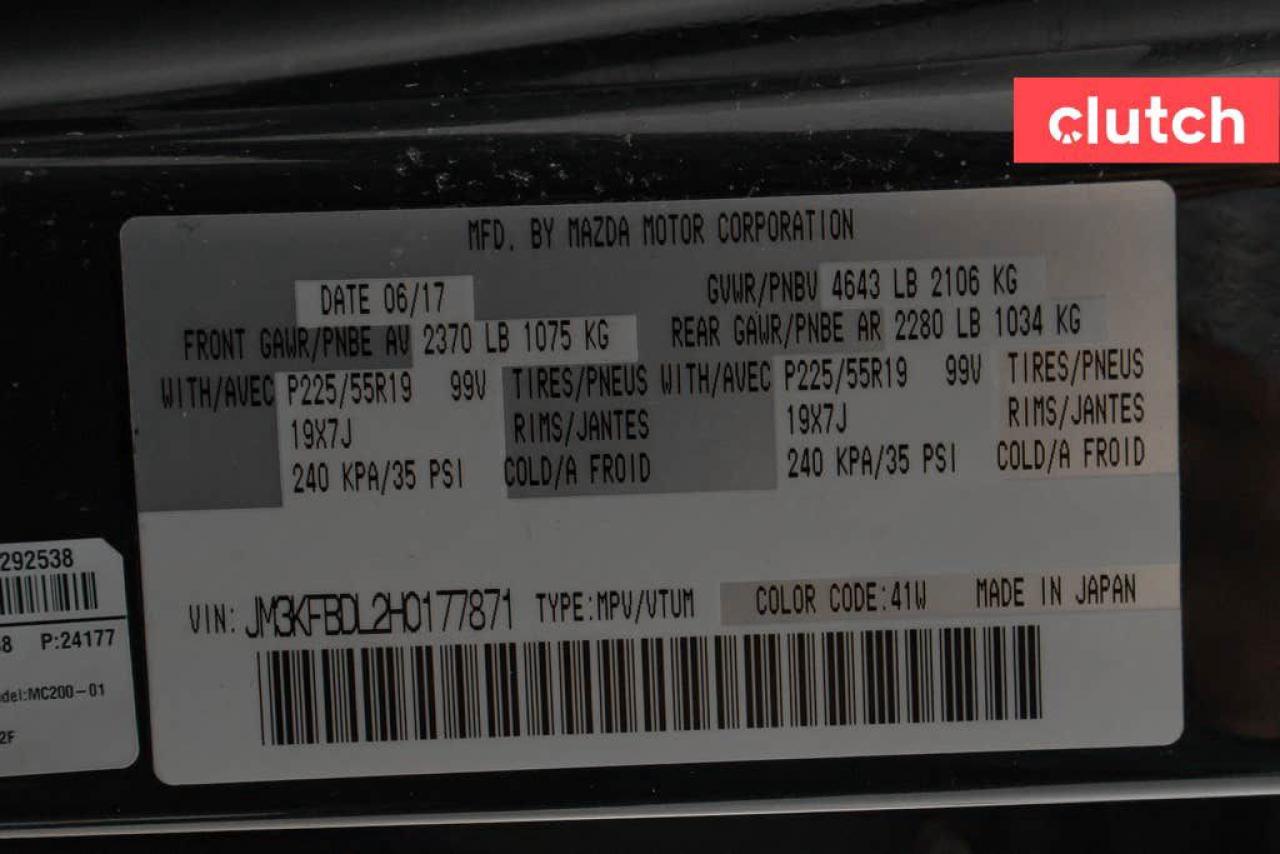 clutch
MFD. BY MAZDA MOTOR CORPORATION
DATE 06/17
GVWR/PNBV 4643 LB 2106 KG
FRONT GAWR/PNBE AV 2370 LB 1075 KG
REAR GAWR/PNBE AR 2280 LB 1034 KG
WITH/AVEC P225/55R19 99V TIRES/PNEUS WITH/AVEC P225/55R19 99V TIRES/PNEUS
19X7J RIMS/JANTES 19X7J RIMS/JANTES
240 KPA/35 PSI COLD/A FROID 240 KPA/35 PSI COLD/A FROID
VIN: JM3KFBDL2H0177871 TYPE:MPV/VTUM COLOR CODE:41W MADE IN JAPAN
292538
8 P:24177
del:MC200-01
2F